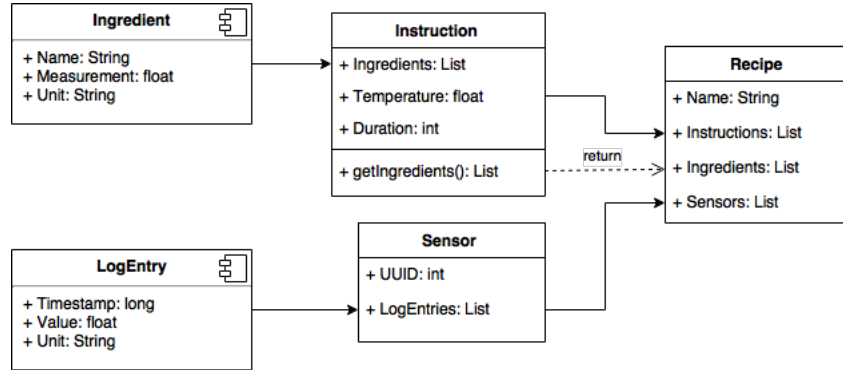 Ingredient
+ Name: String
+ Measurement: float
+ Unit: String
Instruction
+ Ingredients: List
+ Temperature: float
+ Duration: int
+ getIngredients(): List
return
Recipe
+ Name: String
+ Instructions: List
+ Ingredients: List
+ Sensors: List
LogEntry
+ Timestamp: long
+ Value: float
+ Unit: String
Sensor
+ UUID: int
+ LogEntries: List